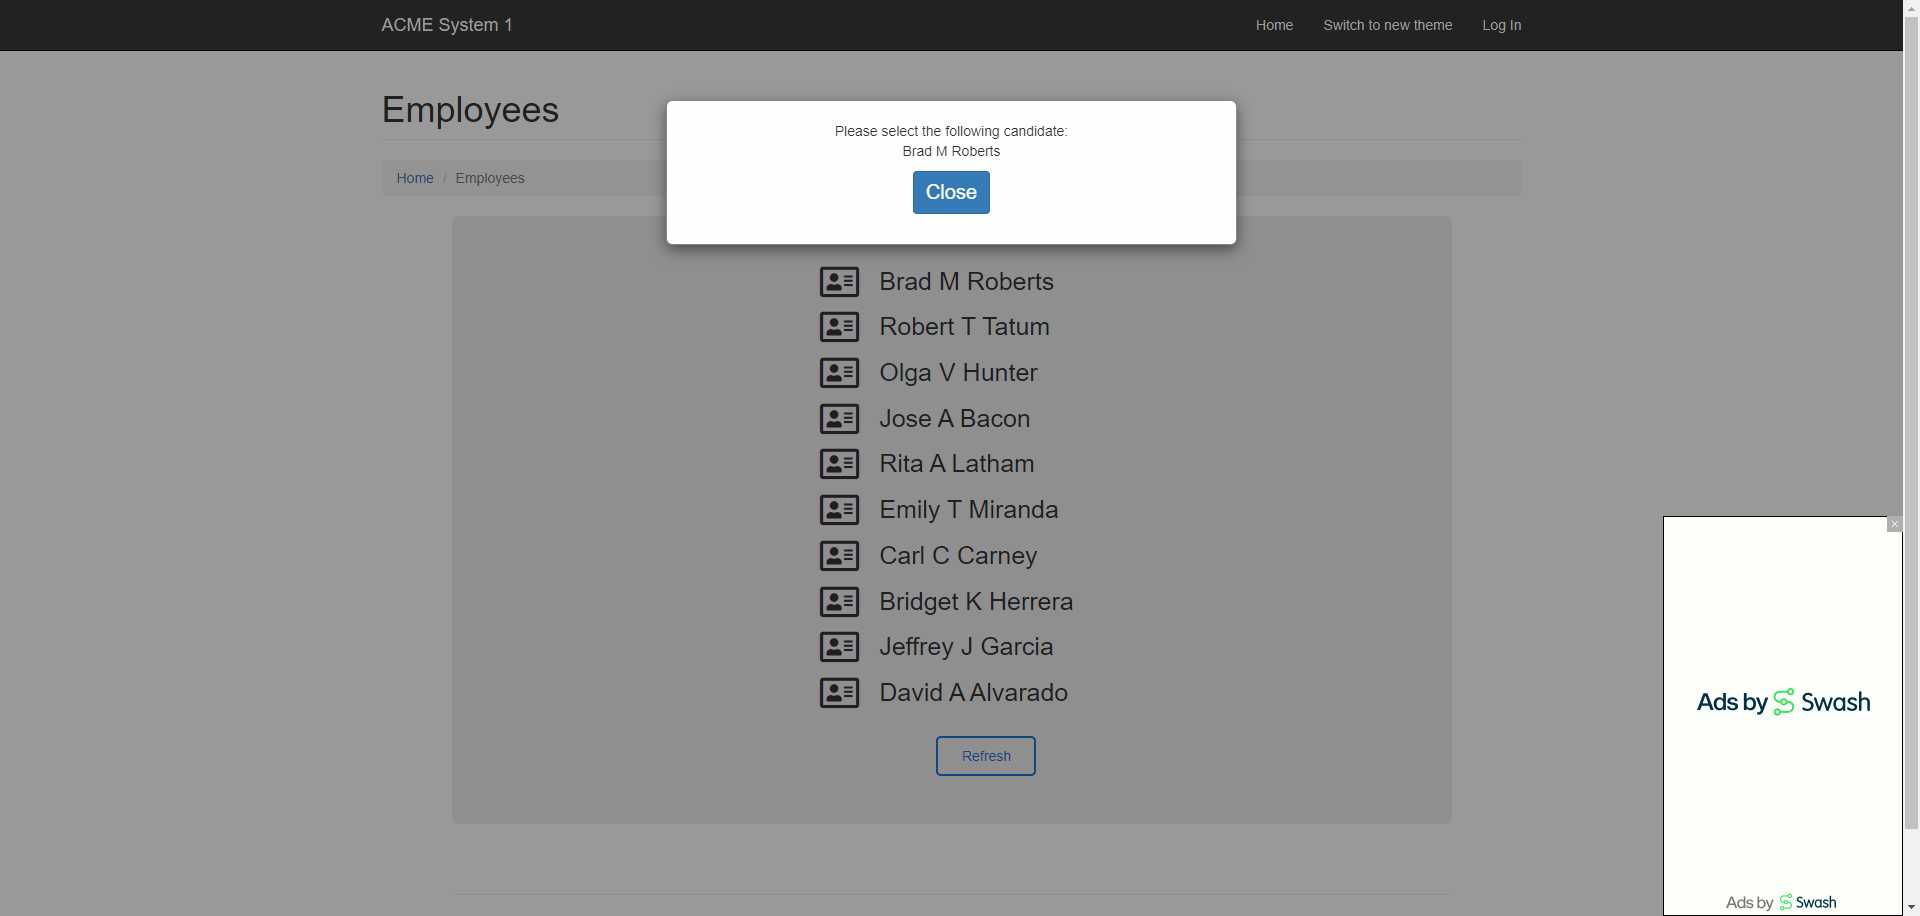 ACME System 1
Home
Switch to new theme
Log In
Employees
Please select the following candidate:
Brad M Roberts
Close
Home / Employees
Brad M Roberts
Robert T Tatum
Olga V Hunter
Jose A Bacon
Rita A Latham
Emily T Miranda
Carl C Carney
Bridget K Herrera
Jeffrey J Garcia
David A Alvarado
Refresh
Ads by Swash
Ads by Swash